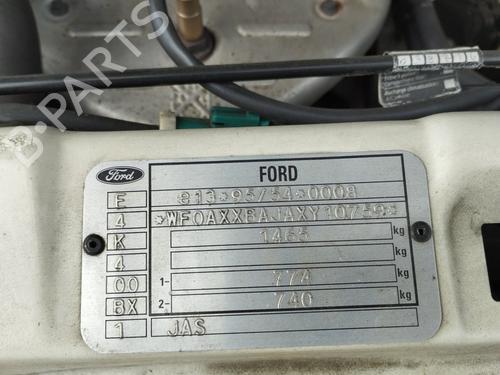 B-PARTS
Ford
FORD
E e13*95/54*0008
4 *WF0AXXBAJAXY10759*
K 1465 kg
4 kg
00 1- 774 kg
BX 2- 740 kg
1 JAS